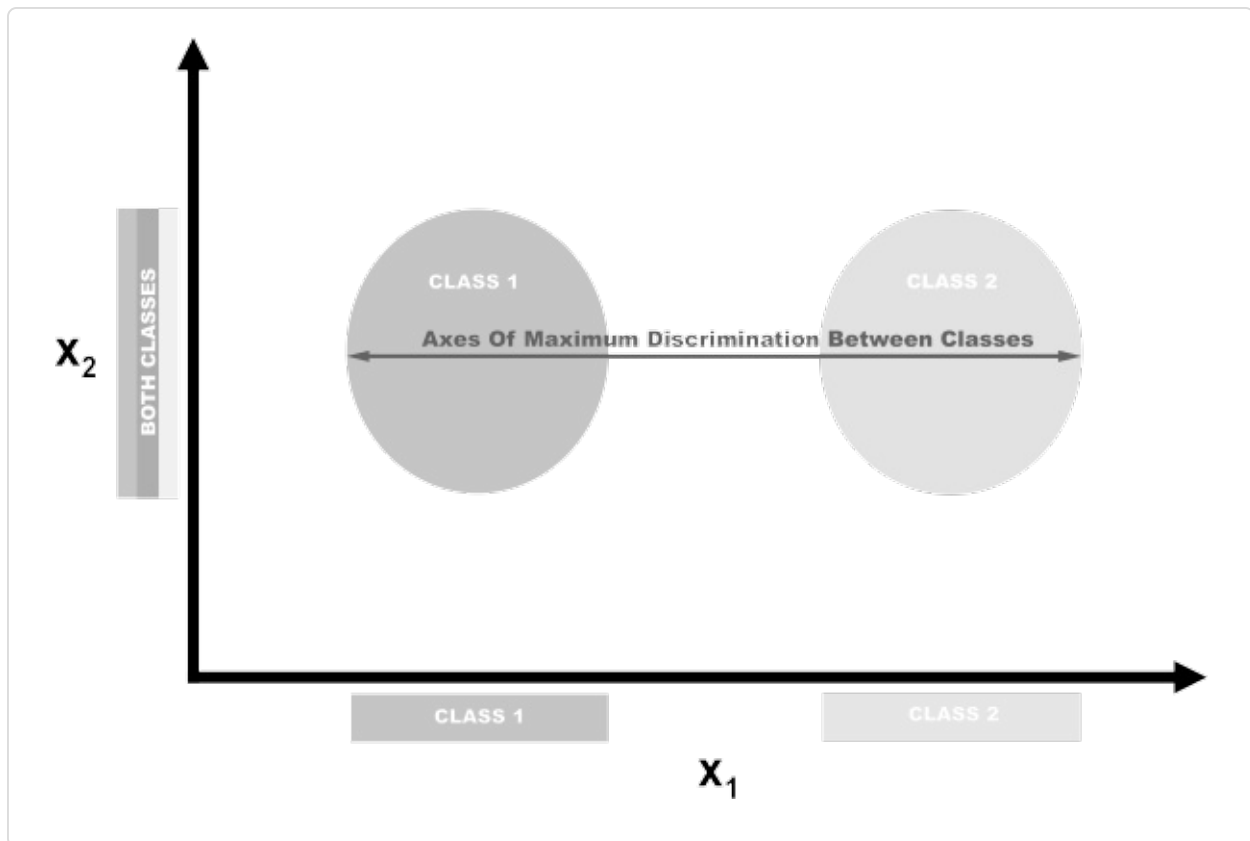 CLASS 1
CLASS 2
Axes Of Maximum Discrimination Between Classes
BOTH CLASSES
X₂
CLASS 1
CLASS 2
X₁